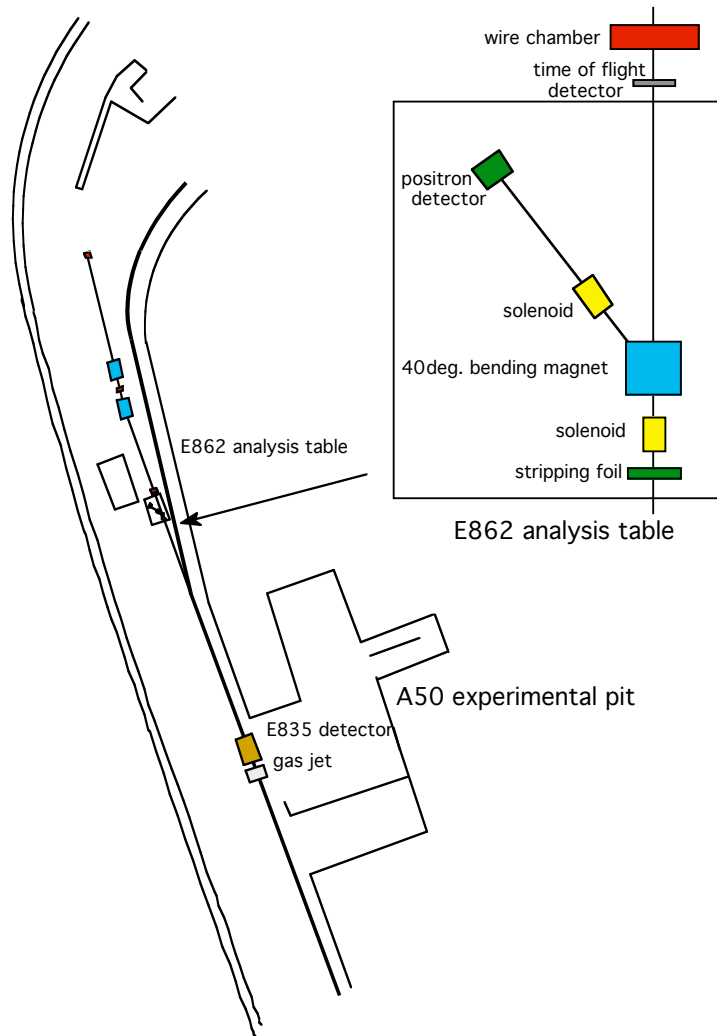 wire chamber
time of flight
detector
positron
detector
solenoid
40deg. bending magnet
solenoid
stripping foil
E862 analysis table
E862 analysis table
A50 experimental pit
E835 detector
gas jet